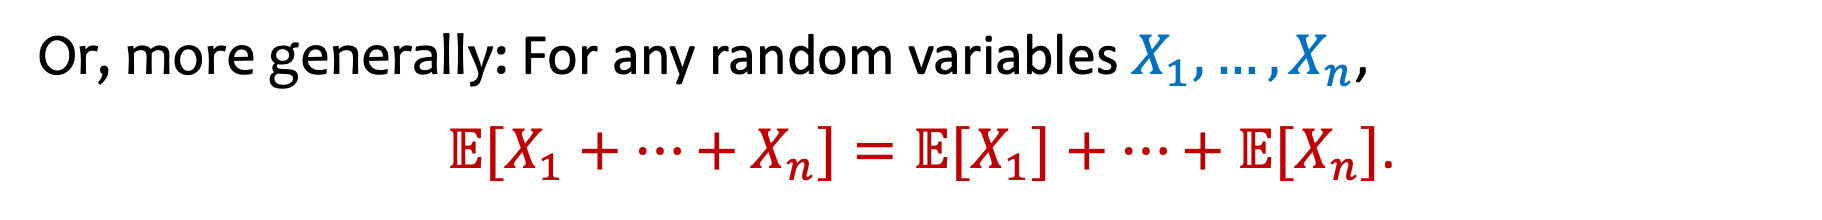 Or, more generally: For any random variables X₁, … , Xₙ,
𝔼[X₁ + ⋯ + Xₙ] = 𝔼[X₁] + ⋯ + 𝔼[Xₙ].